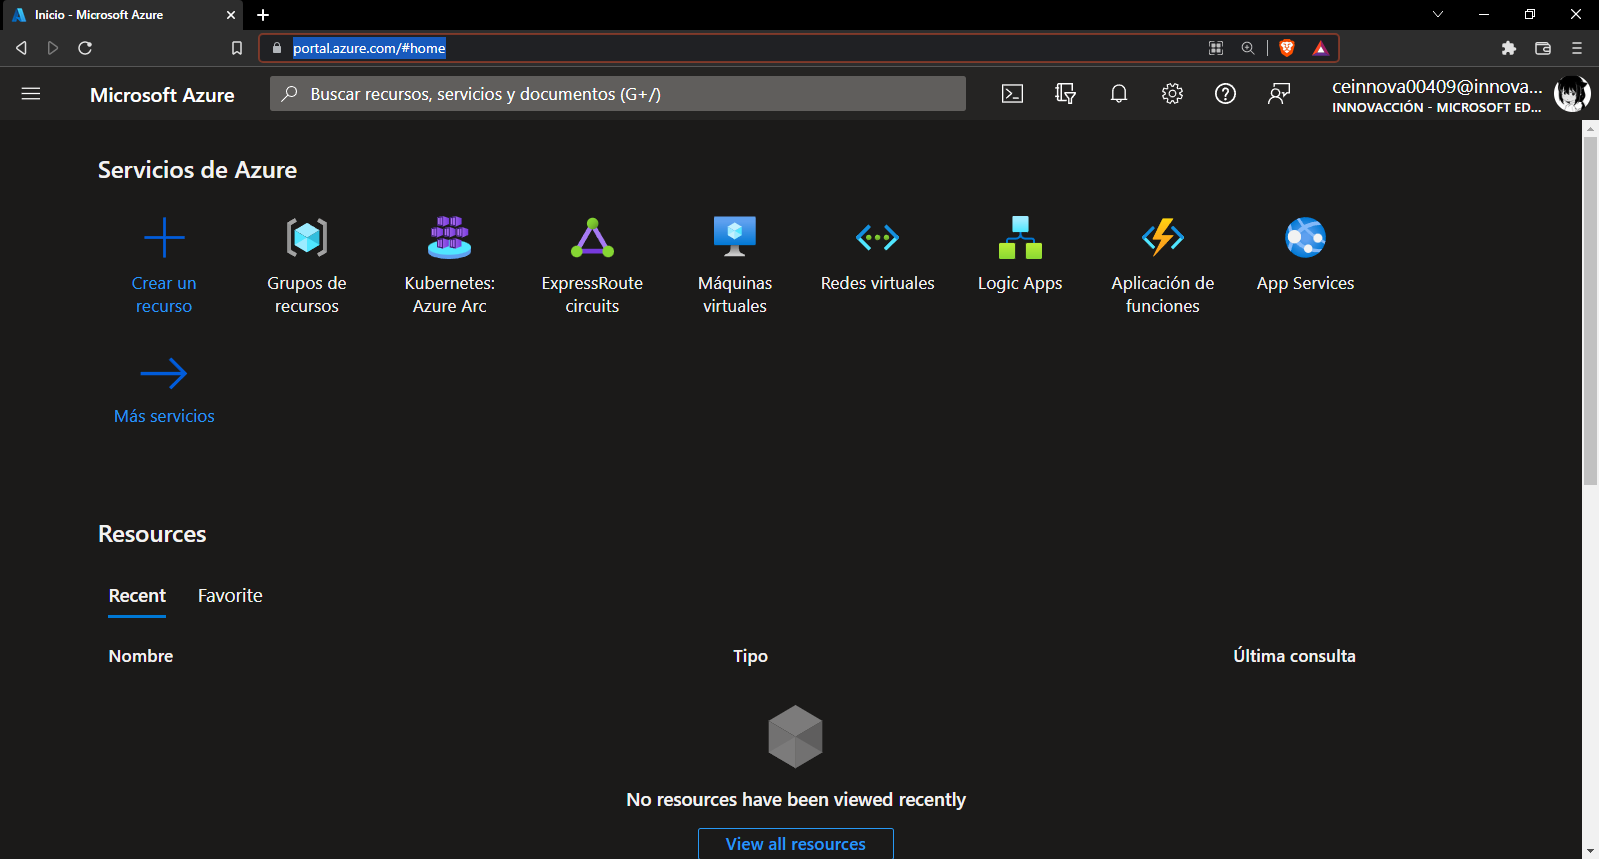 Inicio - Microsoft Azure
portal.azure.com/#home
Microsoft Azure
Buscar recursos, servicios y documentos (G+/)
ceinnova00409@innova...
INNOVACCIÓN - MICROSOFT ED...
Servicios de Azure
Crear un
recurso
Grupos de
recursos
Kubernetes:
Azure Arc
ExpressRoute
circuits
Máquinas
virtuales
Redes virtuales
Logic Apps
Aplicación de
funciones
App Services
Más servicios
Resources
Recent
Favorite
Nombre
Tipo
Última consulta
No resources have been viewed recently
View all resources